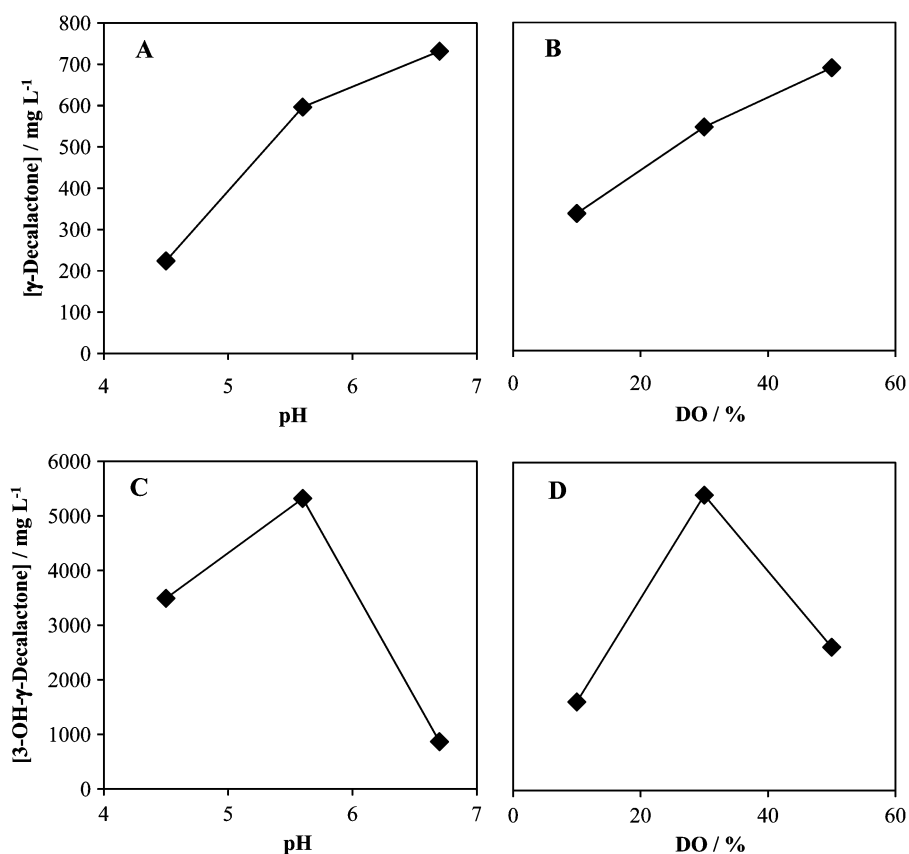 A
B
[γ-Decalactone] / mg L⁻¹
800
700
600
500
400
300
200
100
0
4 5 6 7
pH
0 20 40 60
DO / %
C
D
[3-OH-γ-Decalactone] / mg L⁻¹
6000
5000
4000
3000
2000
1000
0
4 5 6 7
pH
0 20 40 60
DO / %